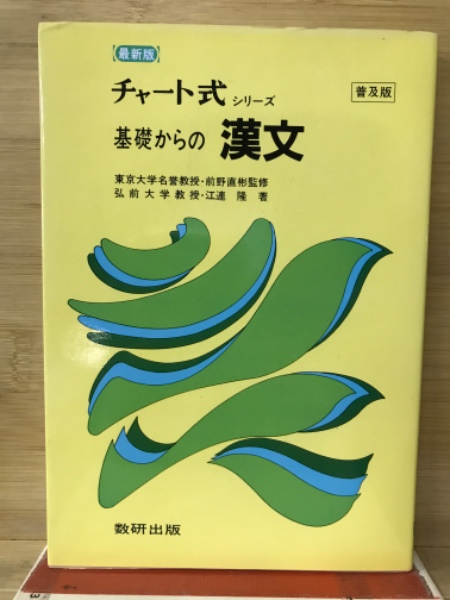 最新版
チャート式 シリーズ
普及版
基礎からの 漢文
東京大学名誉教授・前野直彬監修
弘前大学教授・江連 隆 著
数研出版